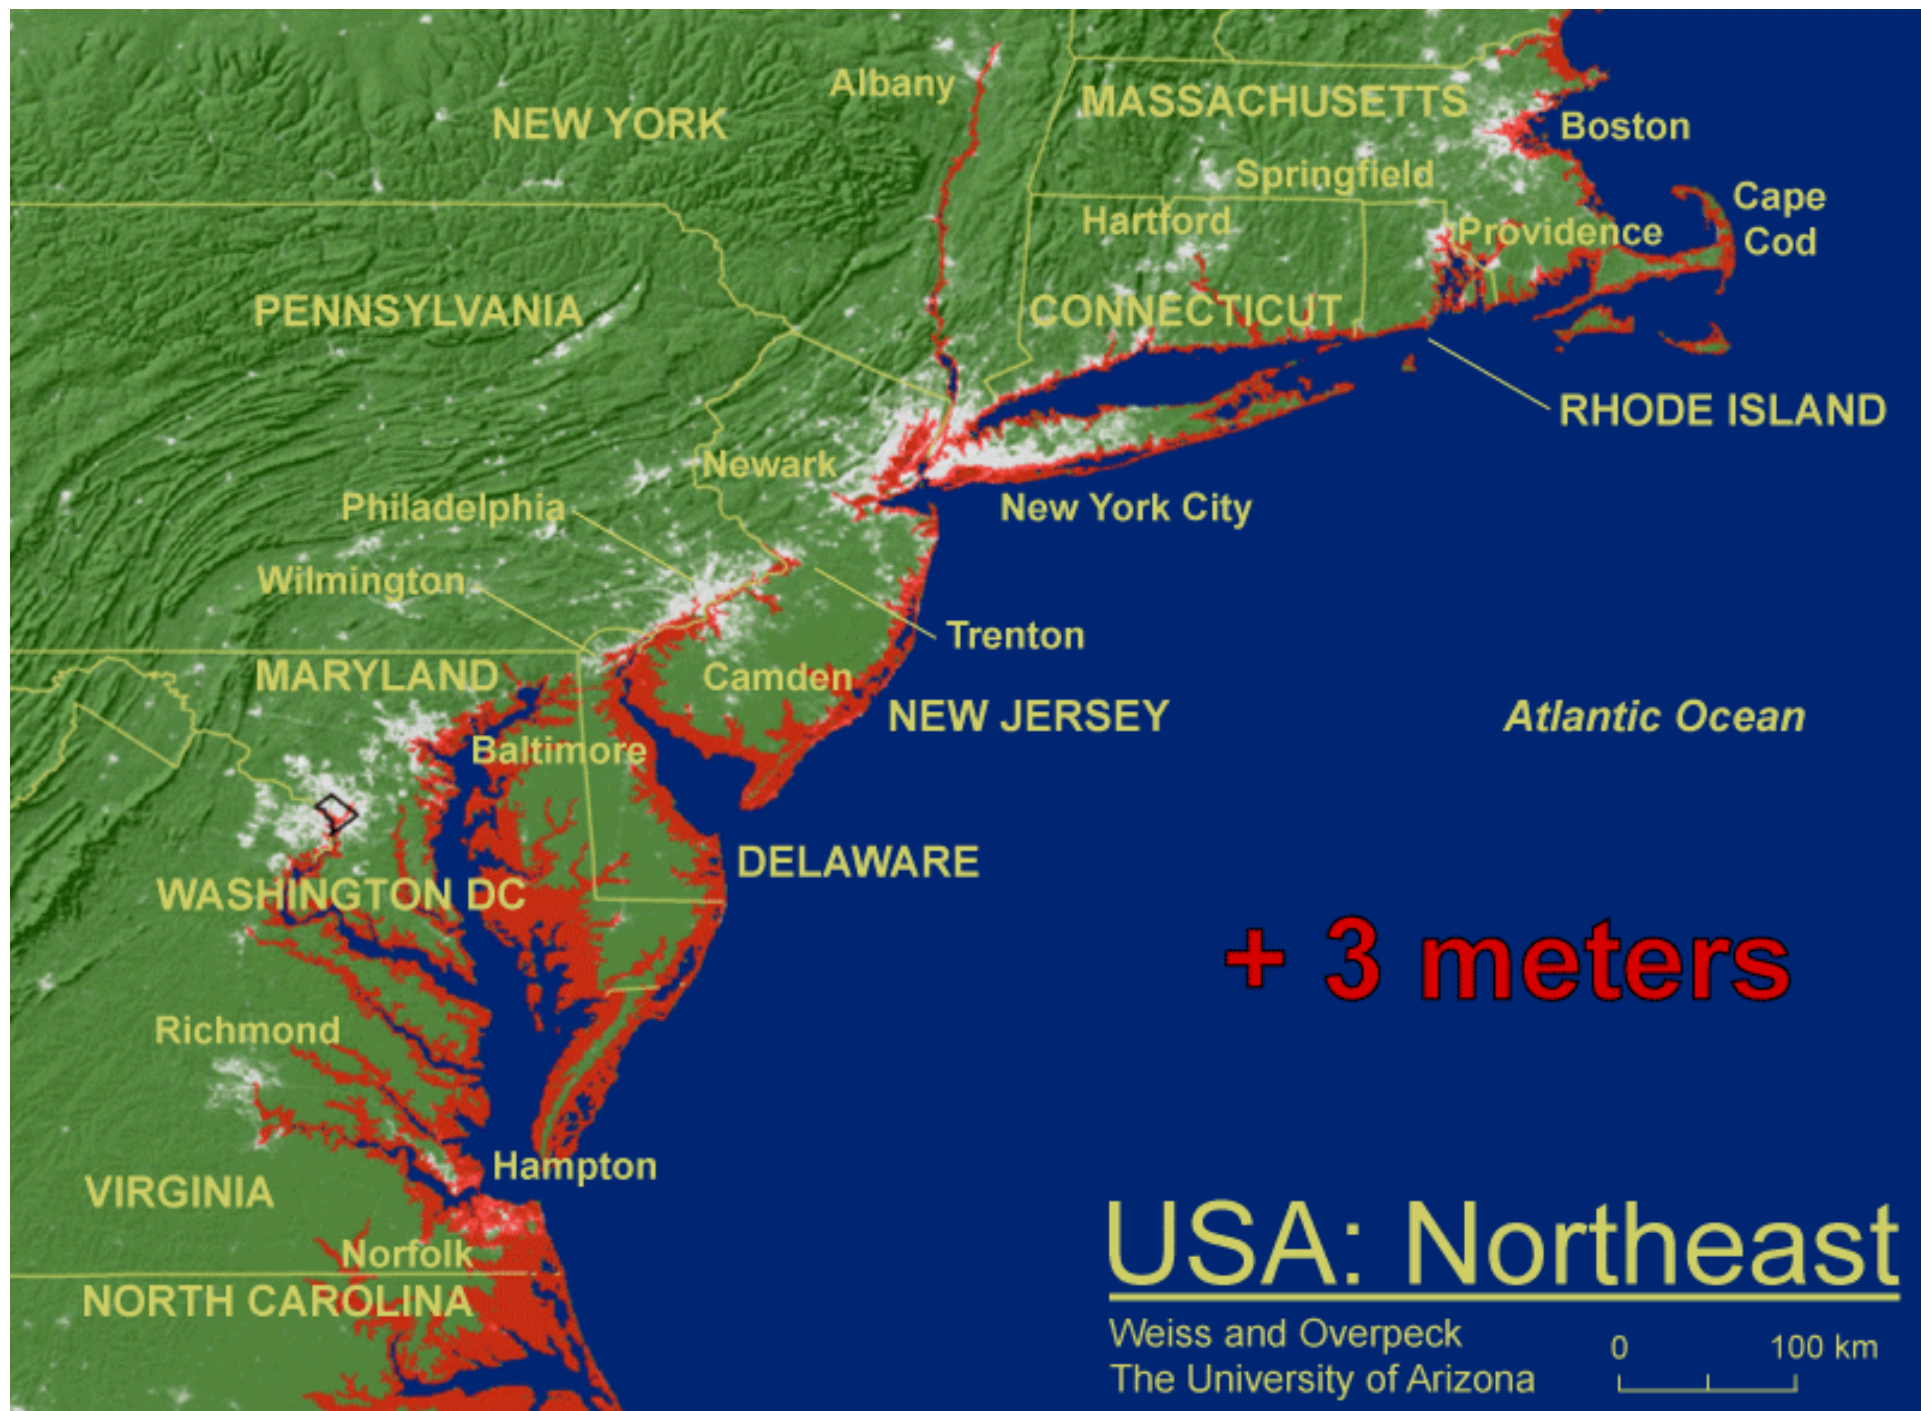 Albany
MASSACHUSETTS
NEW YORK
Boston
Springfield
Cape
Cod
Hartford
Providence
PENNSYLVANIA
CONNECTICUT
RHODE ISLAND
Newark
Philadelphia
New York City
Wilmington
Trenton
MARYLAND
Camden
NEW JERSEY
Atlantic Ocean
Baltimore
DELAWARE
WASHINGTON DC
+ 3 meters
Richmond
Hampton
VIRGINIA
Norfolk
NORTH CAROLINA
USA: Northeast
Weiss and Overpeck
The University of Arizona
0 100 km